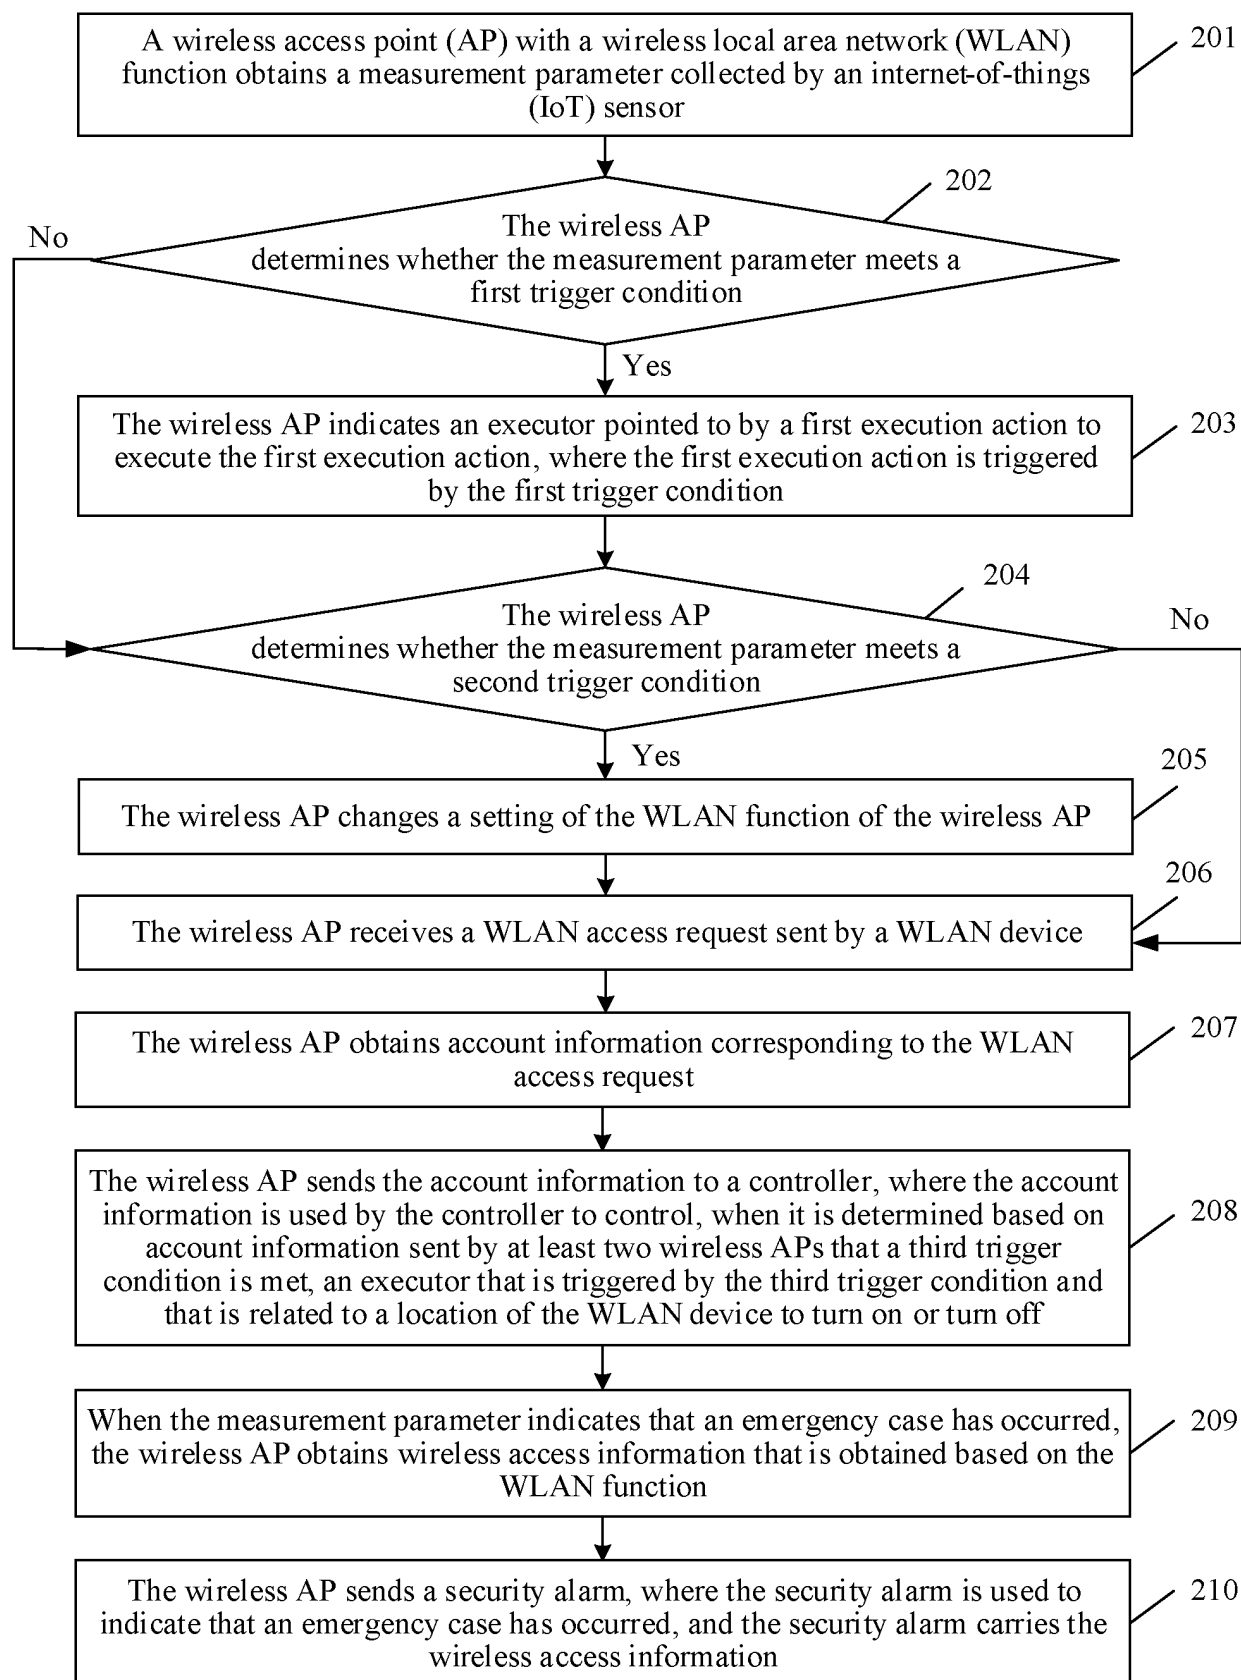 A wireless access point (AP) with a wireless local area network (WLAN)
function obtains a measurement parameter collected by an internet-of-things
(IoT) sensor
201
202
The wireless AP
determines whether the measurement parameter meets a
first trigger condition
No
Yes
The wireless AP indicates an executor pointed to by a first execution action to
execute the first execution action, where the first execution action is triggered
by the first trigger condition
203
204
The wireless AP
determines whether the measurement parameter meets a
second trigger condition
No
Yes
205
The wireless AP changes a setting of the WLAN function of the wireless AP
206
The wireless AP receives a WLAN access request sent by a WLAN device
The wireless AP obtains account information corresponding to the WLAN
access request
207
The wireless AP sends the account information to a controller, where the account
information is used by the controller to control, when it is determined based on
account information sent by at least two wireless APs that a third trigger
condition is met, an executor that is triggered by the third trigger condition and
that is related to a location of the WLAN device to turn on or turn off
208
When the measurement parameter indicates that an emergency case has occurred,
the wireless AP obtains wireless access information that is obtained based on the
WLAN function
209
The wireless AP sends a security alarm, where the security alarm is used to
indicate that an emergency case has occurred, and the security alarm carries the
wireless access information
210